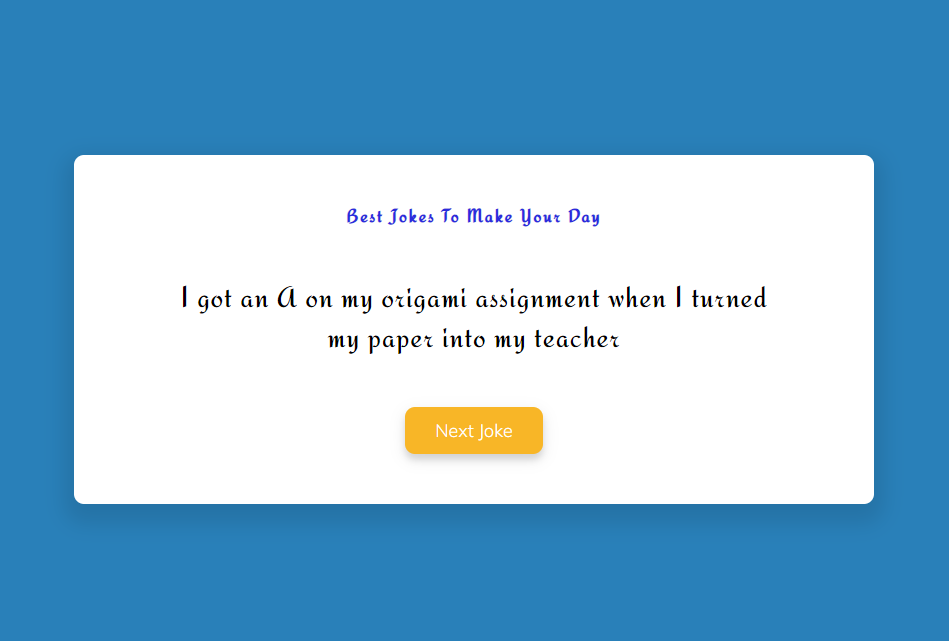 Best Jokes To Make Your Day
I got an A on my origami assignment when I turned
my paper into my teacher
Next Joke